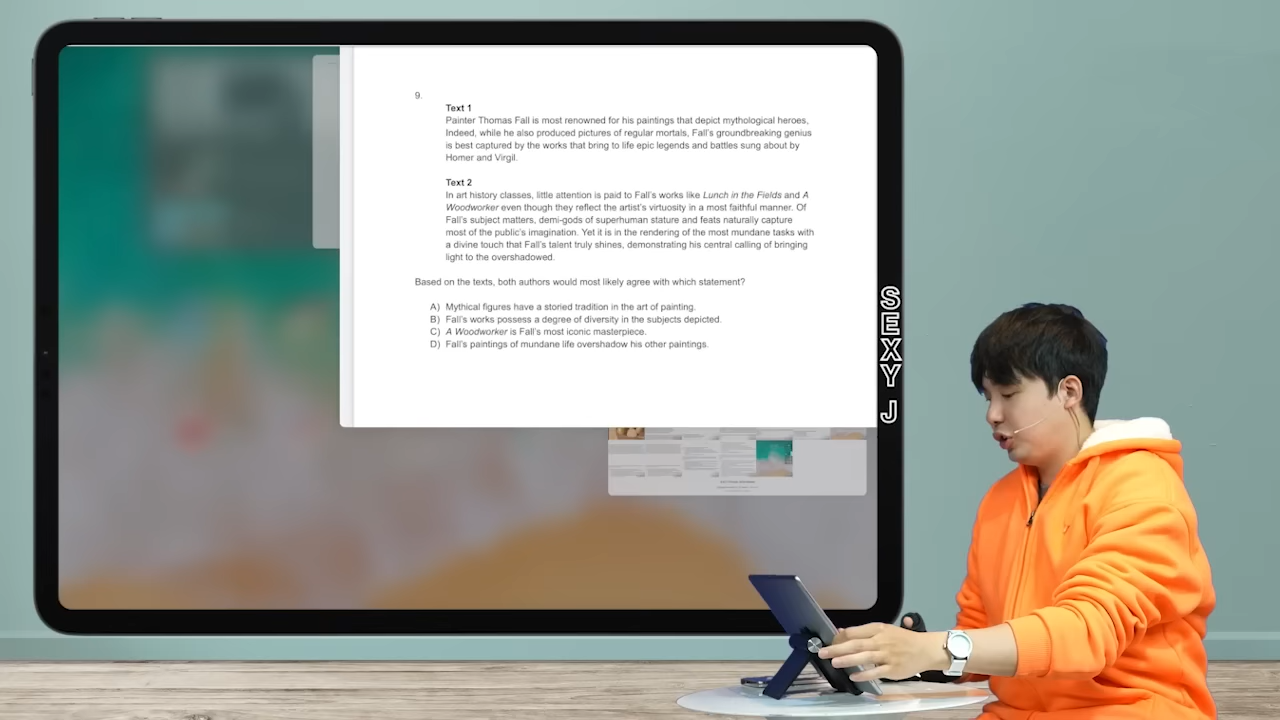 9.
Text 1
Painter Thomas Fall is most renowned for his paintings that depict mythological heroes,
Indeed, while he also produced pictures of regular mortals, Fall's groundbreaking genius
is best captured by the works that bring to life epic legends and battles sung about by
Homer and Virgil.
Text 2
In art history classes, little attention is paid to Fall's works like Lunch in the Fields and A
Woodworker even though they reflect the artist's virtuosity in a most faithful manner. Of
Fall's subject matters, demi-gods of superhuman stature and feats naturally capture
most of the public's imagination. Yet it is in the rendering of the most mundane tasks with
a divine touch that Fall's talent truly shines, demonstrating his central calling of bringing
light to the overshadowed.
Based on the texts, both authors would most likely agree with which statement?
A) Mythical figures have a storied tradition in the art of painting.
B) Fall's works possess a degree of diversity in the subjects depicted.
C) A Woodworker is Fall's most iconic masterpiece.
D) Fall's paintings of mundane life overshadow his other paintings.
SEXY J